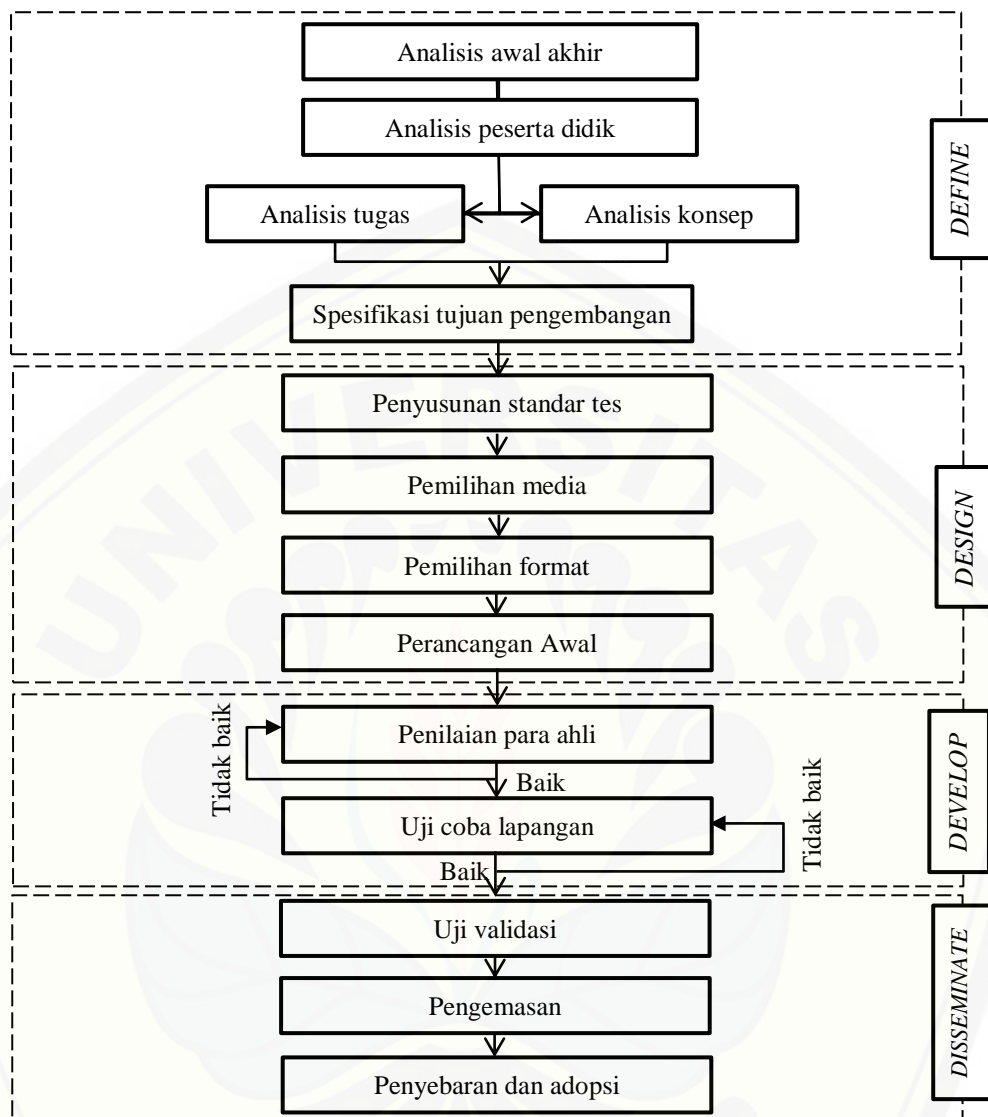 Analisis awal akhir
Analisis peserta didik
Analisis tugas
Analisis konsep
Spesifikasi tujuan pengembangan
DEFINE
Penyusunan standar tes
Pemilihan media
Pemilihan format
Perancangan Awal
DESIGN
Penilaian para ahli
Tidak baik
Baik
Uji coba lapangan
Tidak baik
Baik
DEVELOP
Uji validasi
Pengemasan
Penyebaran dan adopsi
DISSEMINATE
UNIVERSITAS